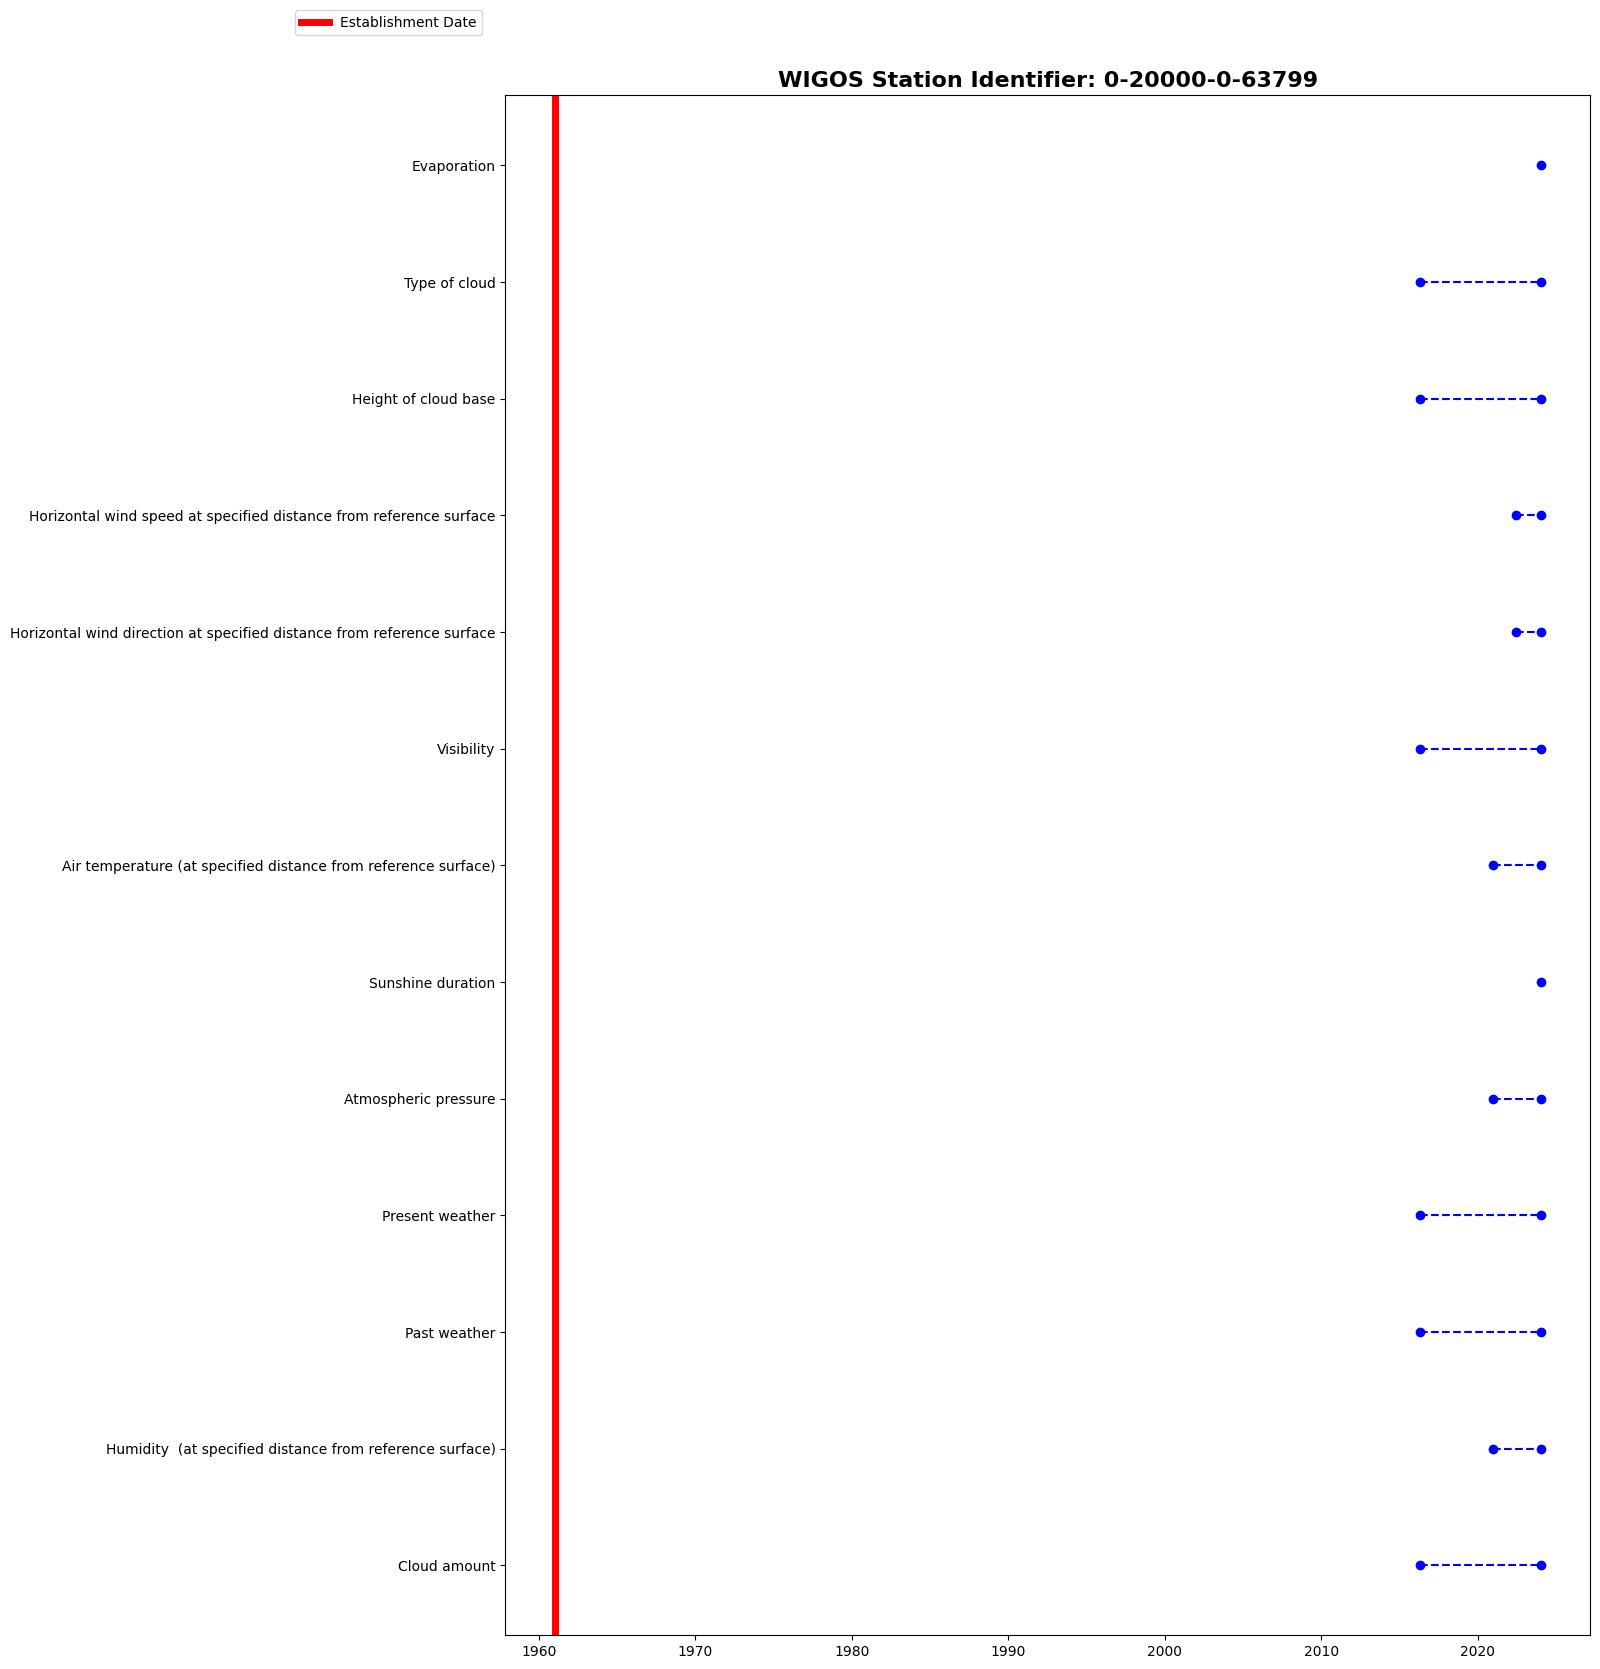 Establishment Date
WIGOS Station Identifier: 0-20000-0-63799
Evaporation
Type of cloud
Height of cloud base
Horizontal wind speed at specified distance from reference surface
Horizontal wind direction at specified distance from reference surface
Visibility
Air temperature (at specified distance from reference surface)
Sunshine duration
Atmospheric pressure
Present weather
Past weather
Humidity  (at specified distance from reference surface)
Cloud amount
1960 1970 1980 1990 2000 2010 2020